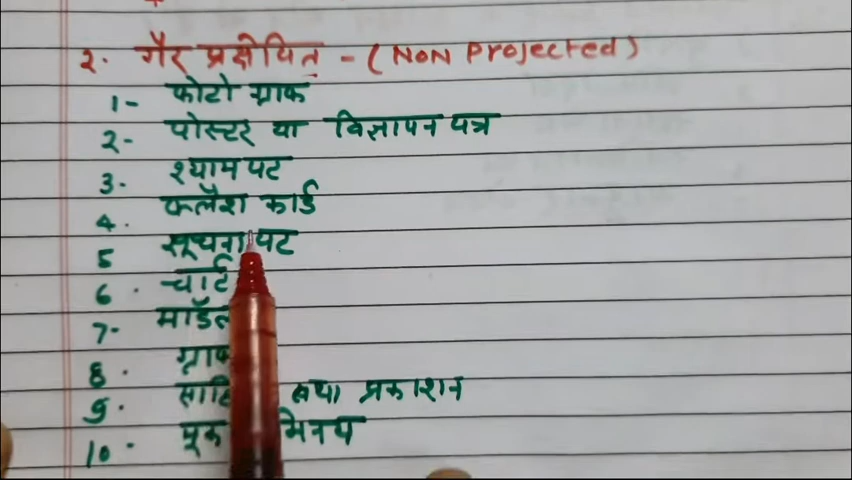 २. गैर प्रक्षेपित - (Non Projected)
1- फोटो ग्राफ
2- पोस्टर या विज्ञापन पत्र
3. श्यामपट
4. फ्लैश कार्ड
5 सूचना पट
6. चार्ट
7- मॉडल
8.
9. तथा प्रकाशन
10-